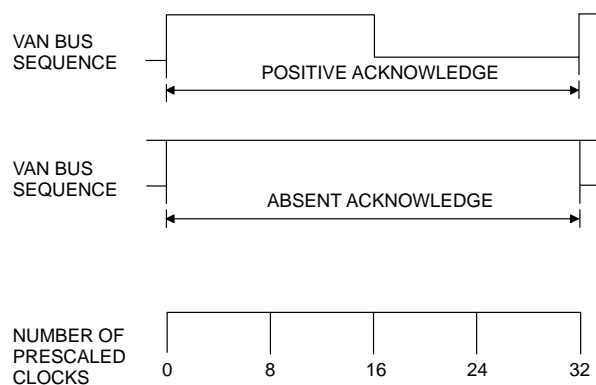 VAN BUS
SEQUENCE
POSITIVE ACKNOWLEDGE
VAN BUS
SEQUENCE
ABSENT ACKNOWLEDGE
NUMBER OF
PRESCALED
CLOCKS
0 8 16 24 32